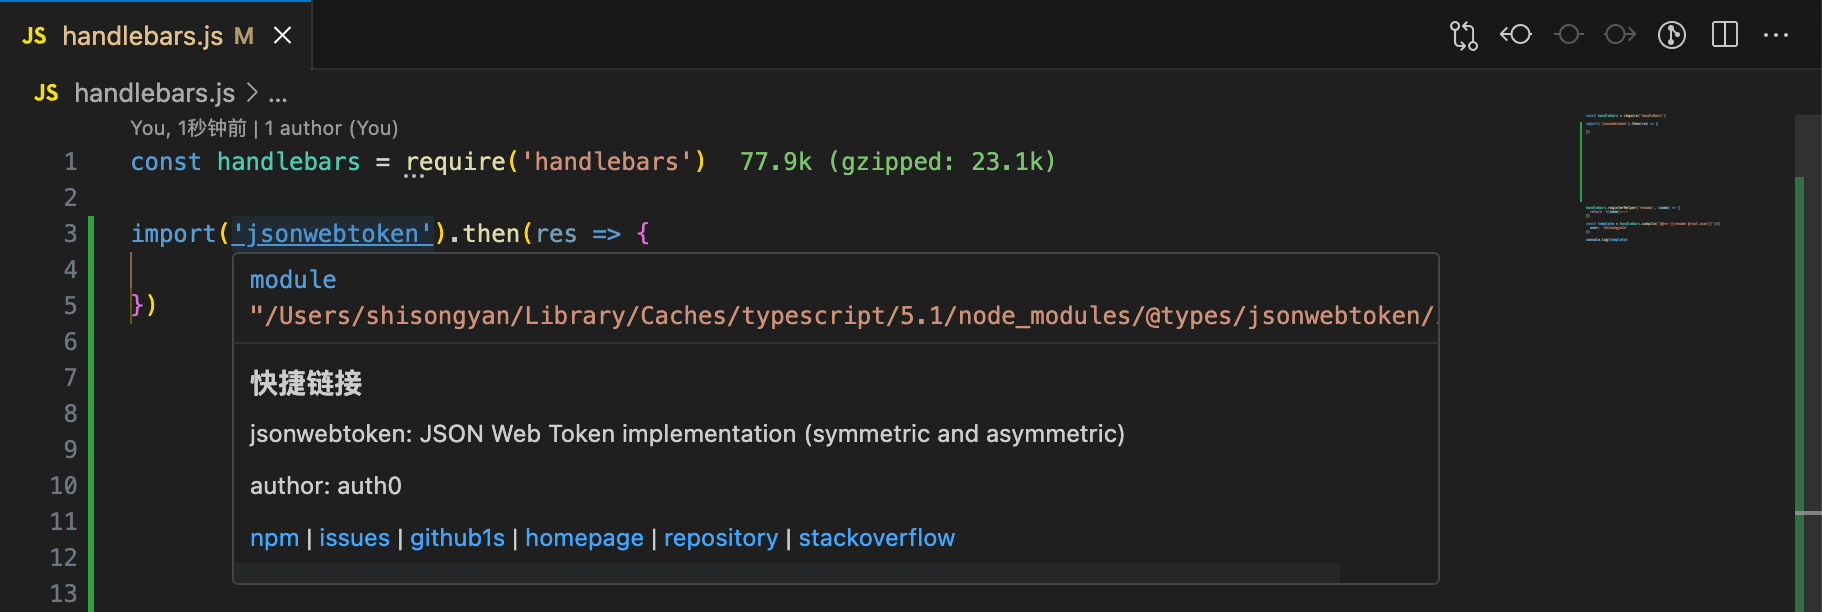 JS handlebars.js M
JS handlebars.js > ...
You, 1秒钟前 | 1 author (You)
1 const handlebars = require('handlebars') 77.9k (gzipped: 23.1k)
2
3 import('jsonwebtoken').then(res => {
4
module
5 })
"/Users/shisongyan/Library/Caches/typescript/5.1/node_modules/@types/jsonwebtoken/
6
7
快捷链接
8
jsonwebtoken: JSON Web Token implementation (symmetric and asymmetric)
9
10
author: auth0
11
npm | issues | github1s | homepage | repository | stackoverflow
12
13